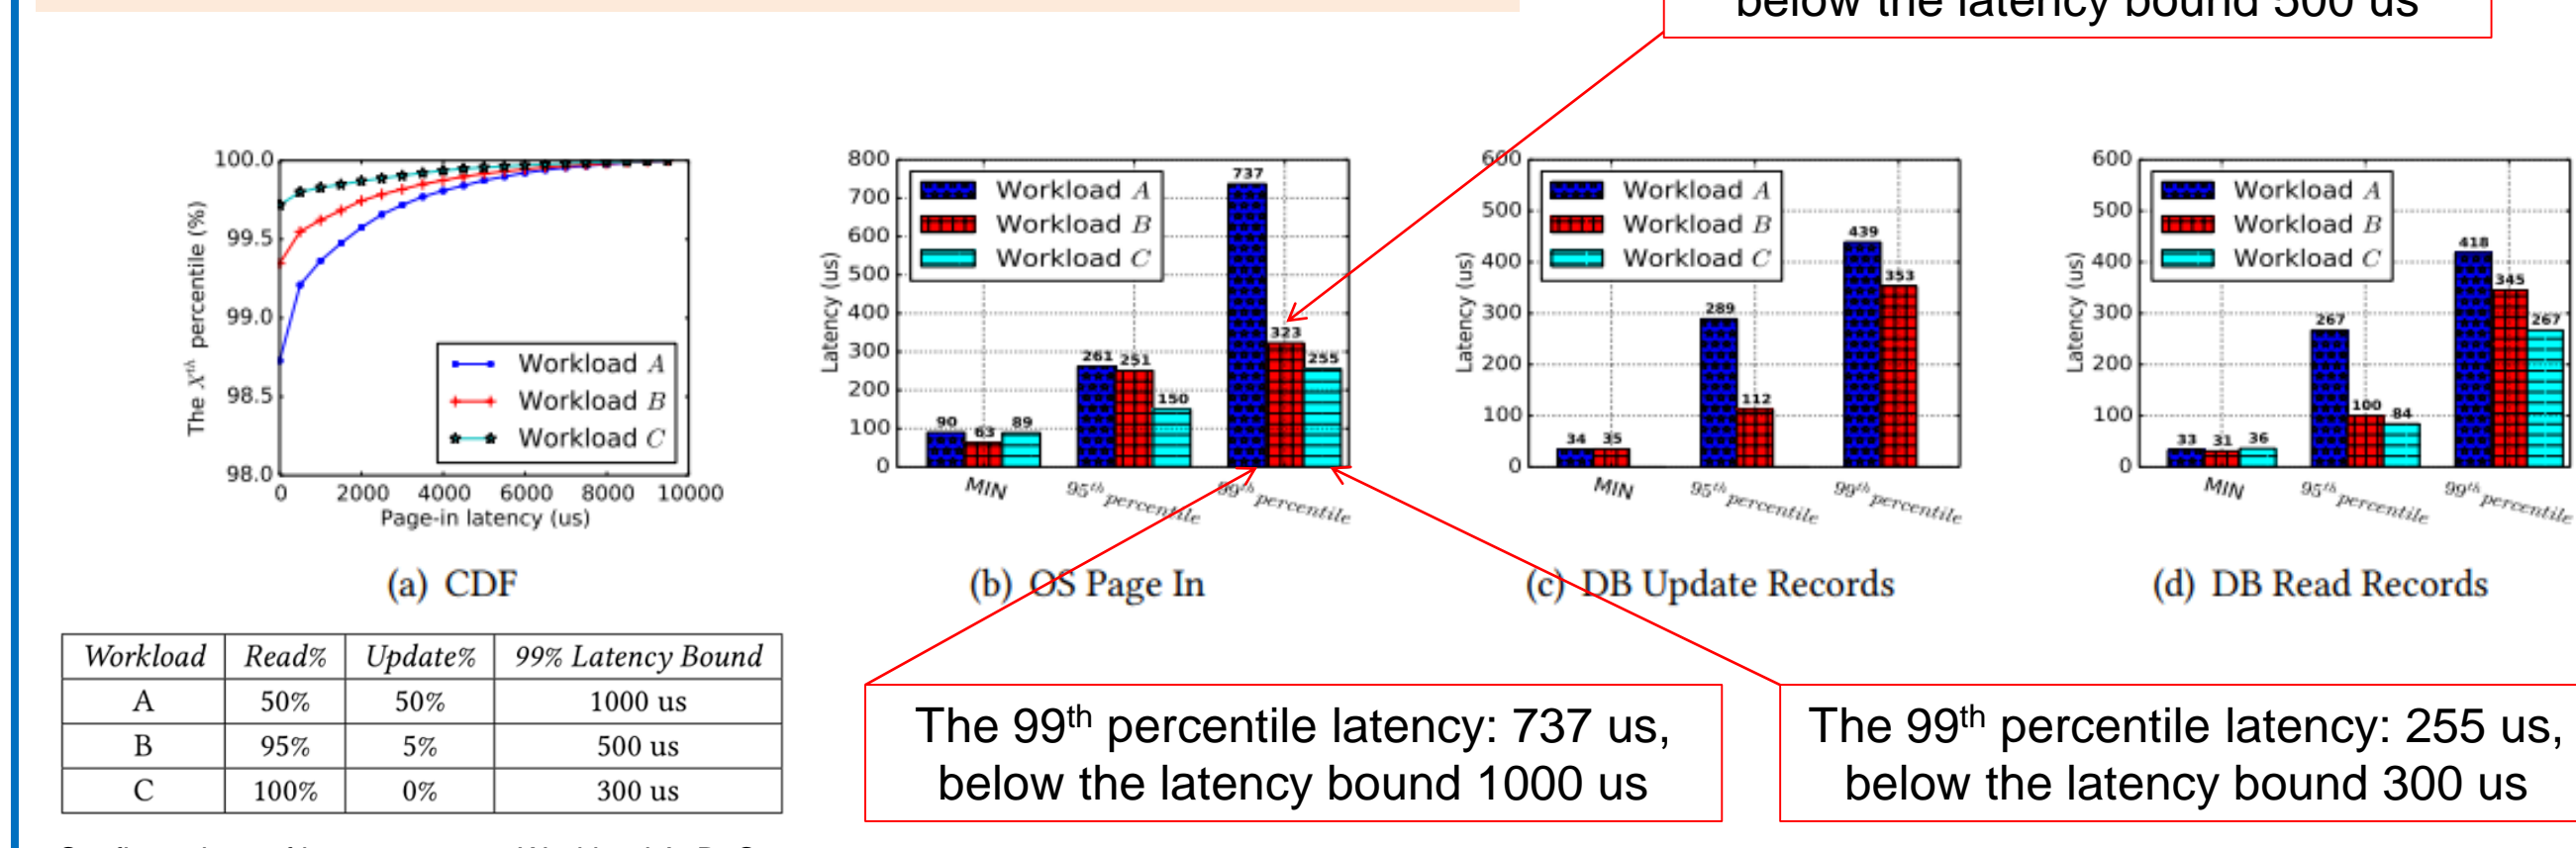 below the latency bound 500 us
100.0
99.5
99.0
98.5
98.0
The Xth percentile (%)
Workload A
Workload B
Workload C
0 2000 4000 6000 8000 10000
Page-in latency (us)
(a) CDF
800
700
600
500
400
300
200
100
0
Latency (us)
Workload A
Workload B
Workload C
90 63 89
261 251 150
737 323 255
MIN 95th percentile 99th percentile
(b) OS Page In
600
500
400
300
200
100
0
Latency (us)
Workload A
Workload B
Workload C
34 35
289 112
439 353
MIN 95th percentile 99th percentile
(c) DB Update Records
600
500
400
300
200
100
0
Latency (us)
Workload A
Workload B
Workload C
33 31 36
267 100 84
418 345 267
MIN 95th percentile 99th percentile
(d) DB Read Records
Workload Read% Update% 99% Latency Bound
A 50% 50% 1000 us
B 95% 5% 500 us
C 100% 0% 300 us
The 99th percentile latency: 737 us,
below the latency bound 1000 us
The 99th percentile latency: 255 us,
below the latency bound 300 us